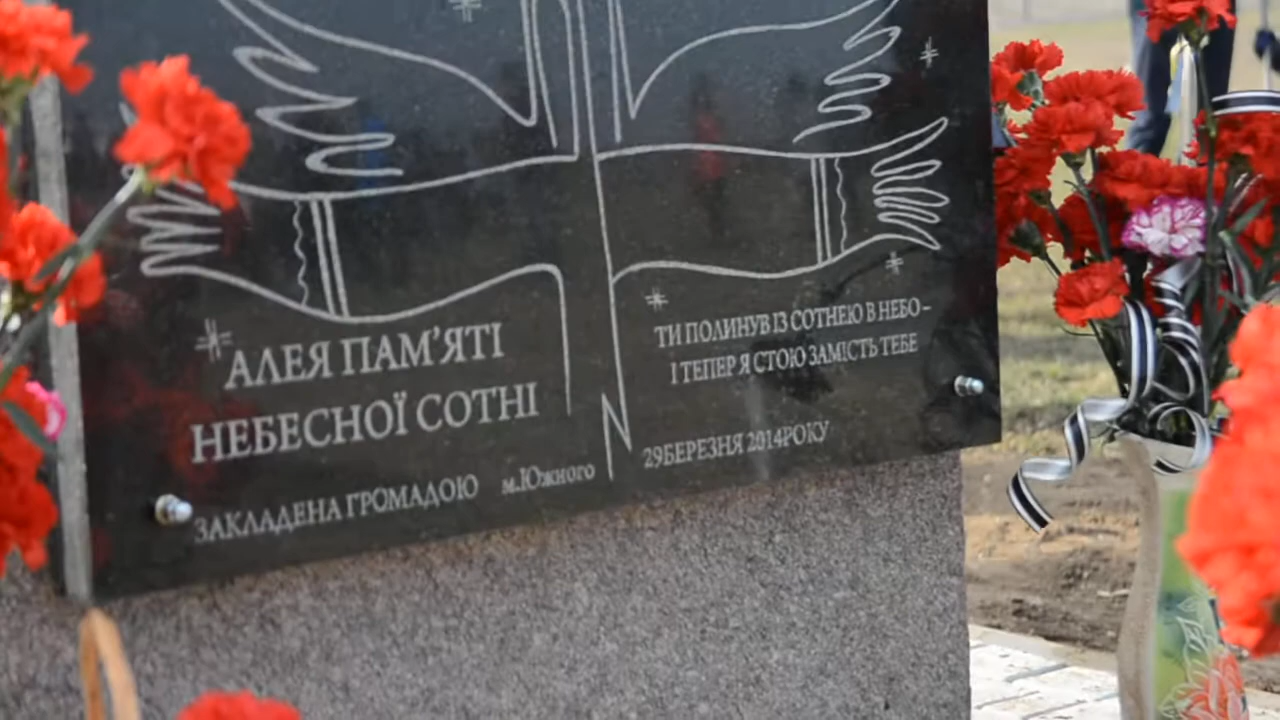 АЛЕЯ ПАМ’ЯТІ
НЕБЕСНОЇ СОТНІ
ЗАКЛАДЕНА ГРОМАДОЮ м.Южного
ТИ ПОЛИНУВ ІЗ СОТНЕЮ В НЕБО –
І ТЕПЕР Я СТОЮ ЗАМІСТЬ ТЕБЕ
29БЕРЕЗНЯ 2014РОКУ